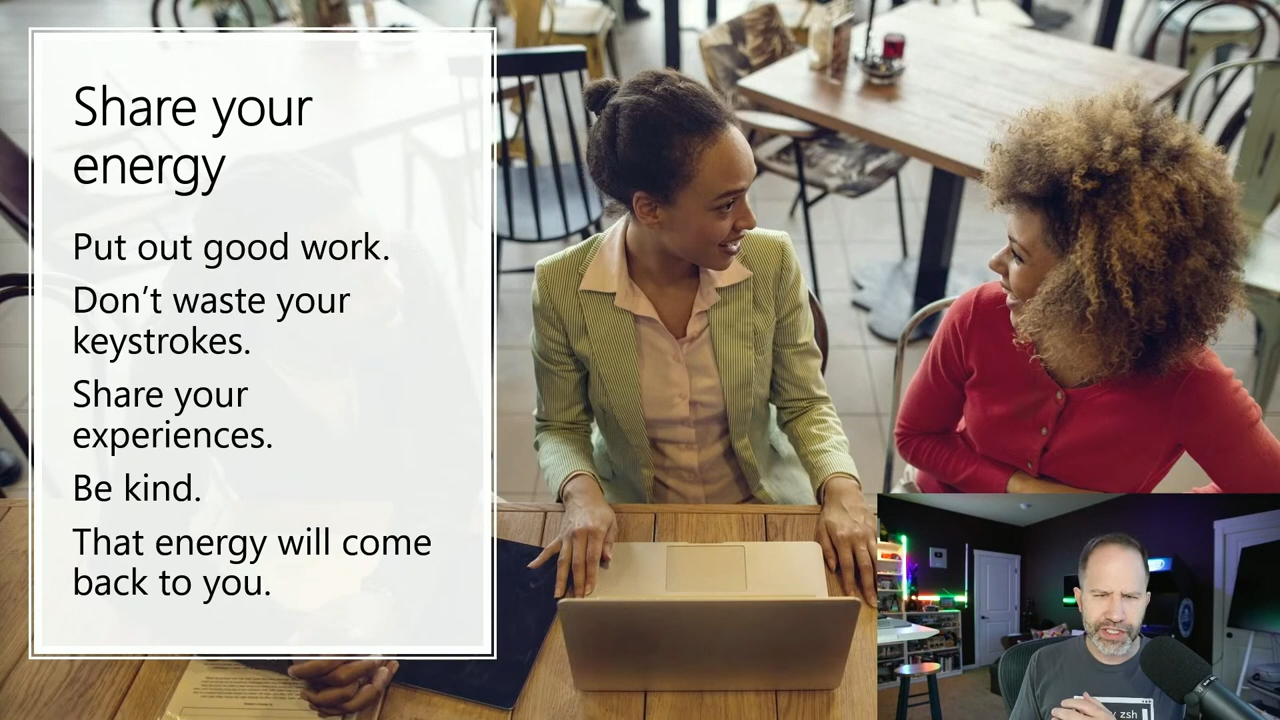 Share your
energy
Put out good work.
Don’t waste your
keystrokes.
Share your
experiences.
Be kind.
That energy will come
back to you.
zsh